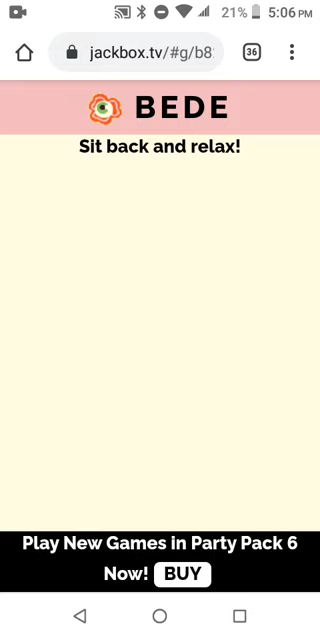 21% 5:06 PM
jackbox.tv/#g/b8
36
BEDE
Sit back and relax!
Play New Games in Party Pack 6
Now! BUY